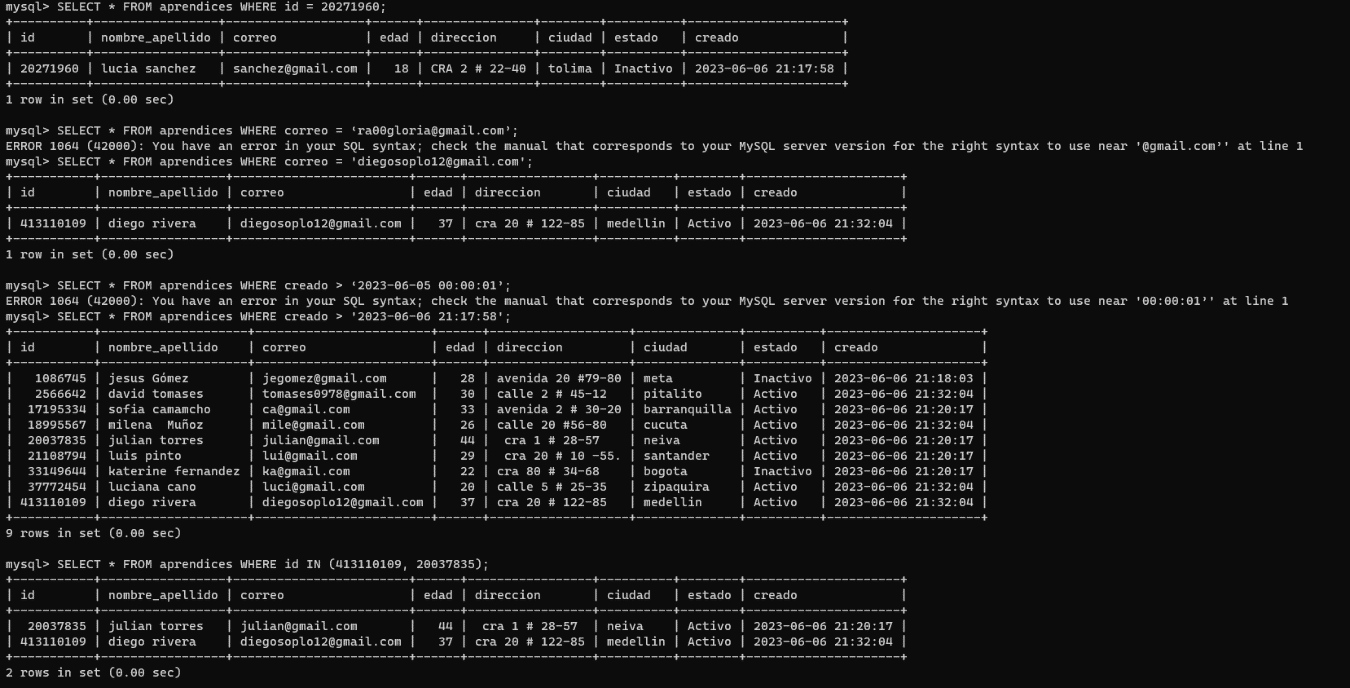 mysql> SELECT * FROM aprendices WHERE id = 20271960;
+----------+-----------------+-------------------+------+---------------+--------+----------+---------------------+
| id       | nombre_apellido | correo            | edad | direccion     | ciudad | estado   | creado              |
+----------+-----------------+-------------------+------+---------------+--------+----------+---------------------+
| 20271960 | lucia sanchez   | sanchez@gmail.com |   18 | CRA 2 # 22-40 | tolima | Inactivo | 2023-06-06 21:17:58 |
+----------+-----------------+-------------------+------+---------------+--------+----------+---------------------+
1 row in set (0.00 sec)
mysql> SELECT * FROM aprendices WHERE correo = ‘ra00gloria@gmail.com’;
ERROR 1064 (42000): You have an error in your SQL syntax; check the manual that corresponds to your MySQL server version for the right syntax to use near '@gmail.com’' at line 1
mysql> SELECT * FROM aprendices WHERE correo = 'diegosoplo12@gmail.com';
+-----------+-----------------+------------------------+------+-----------------+----------+--------+---------------------+
| id        | nombre_apellido | correo                 | edad | direccion       | ciudad   | estado | creado              |
+-----------+-----------------+------------------------+------+-----------------+----------+--------+---------------------+
| 413110109 | diego rivera    | diegosoplo12@gmail.com |   37 | cra 20 # 122-85 | medellin | Activo | 2023-06-06 21:32:04 |
+-----------+-----------------+------------------------+------+-----------------+----------+--------+---------------------+
1 row in set (0.00 sec)
mysql> SELECT * FROM aprendices WHERE creado > ‘2023-06-05 00:00:01’;
ERROR 1064 (42000): You have an error in your SQL syntax; check the manual that corresponds to your MySQL server version for the right syntax to use near '00:00:01’' at line 1
mysql> SELECT * FROM aprendices WHERE creado > '2023-06-06 21:17:58';
+-----------+--------------------+------------------------+------+-------------------+--------------+----------+---------------------+
| id        | nombre_apellido    | correo                 | edad | direccion         | ciudad       | estado   | creado              |
+-----------+--------------------+------------------------+------+-------------------+--------------+----------+---------------------+
|   1086745 | jesus Gómez        | jegomez@gmail.com      |   28 | avenida 20 #79-80 | meta         | Inactivo | 2023-06-06 21:18:03 |
|   2566642 | david tomases      | tomases0978@gmail.com  |   30 | calle 2 # 45-12   | pitalito     | Activo   | 2023-06-06 21:32:04 |
|  17195334 | sofia camamcho     | ca@gmail.com           |   33 | avenida 2 # 30-20 | barranquilla | Activo   | 2023-06-06 21:20:17 |
|  18995567 | milena  Muñoz      | mile@gmail.com         |   26 | calle 20 #56-80   | cucuta       | Activo   | 2023-06-06 21:32:04 |
|  20037835 | julian torres      | julian@gmail.com       |   44 |  cra 1 # 28-57    | neiva        | Activo   | 2023-06-06 21:20:17 |
|  21108794 | luis pinto         | lui@gmail.com          |   29 |  cra 20 # 10 -55. | santander    | Activo   | 2023-06-06 21:20:17 |
|  33149644 | katerine fernandez | ka@gmail.com           |   22 | cra 80 # 34-68    | bogota       | Inactivo | 2023-06-06 21:20:17 |
|  37772454 | luciana cano       | luci@gmail.com         |   20 | calle 5 # 25-35   | zipaquira    | Activo   | 2023-06-06 21:32:04 |
| 413110109 | diego rivera       | diegosoplo12@gmail.com |   37 | cra 20 # 122-85   | medellin     | Activo   | 2023-06-06 21:32:04 |
+-----------+--------------------+------------------------+------+-------------------+--------------+----------+---------------------+
9 rows in set (0.00 sec)
mysql> SELECT * FROM aprendices WHERE id IN (413110109, 20037835);
+-----------+-----------------+------------------------+------+-----------------+----------+--------+---------------------+
| id        | nombre_apellido | correo                 | edad | direccion       | ciudad   | estado | creado              |
+-----------+-----------------+------------------------+------+-----------------+----------+--------+---------------------+
|  20037835 | julian torres   | julian@gmail.com       |   44 |  cra 1 # 28-57  | neiva    | Activo | 2023-06-06 21:20:17 |
| 413110109 | diego rivera    | diegosoplo12@gmail.com |   37 | cra 20 # 122-85 | medellin | Activo | 2023-06-06 21:32:04 |
+-----------+-----------------+------------------------+------+-----------------+----------+--------+---------------------+
2 rows in set (0.00 sec)